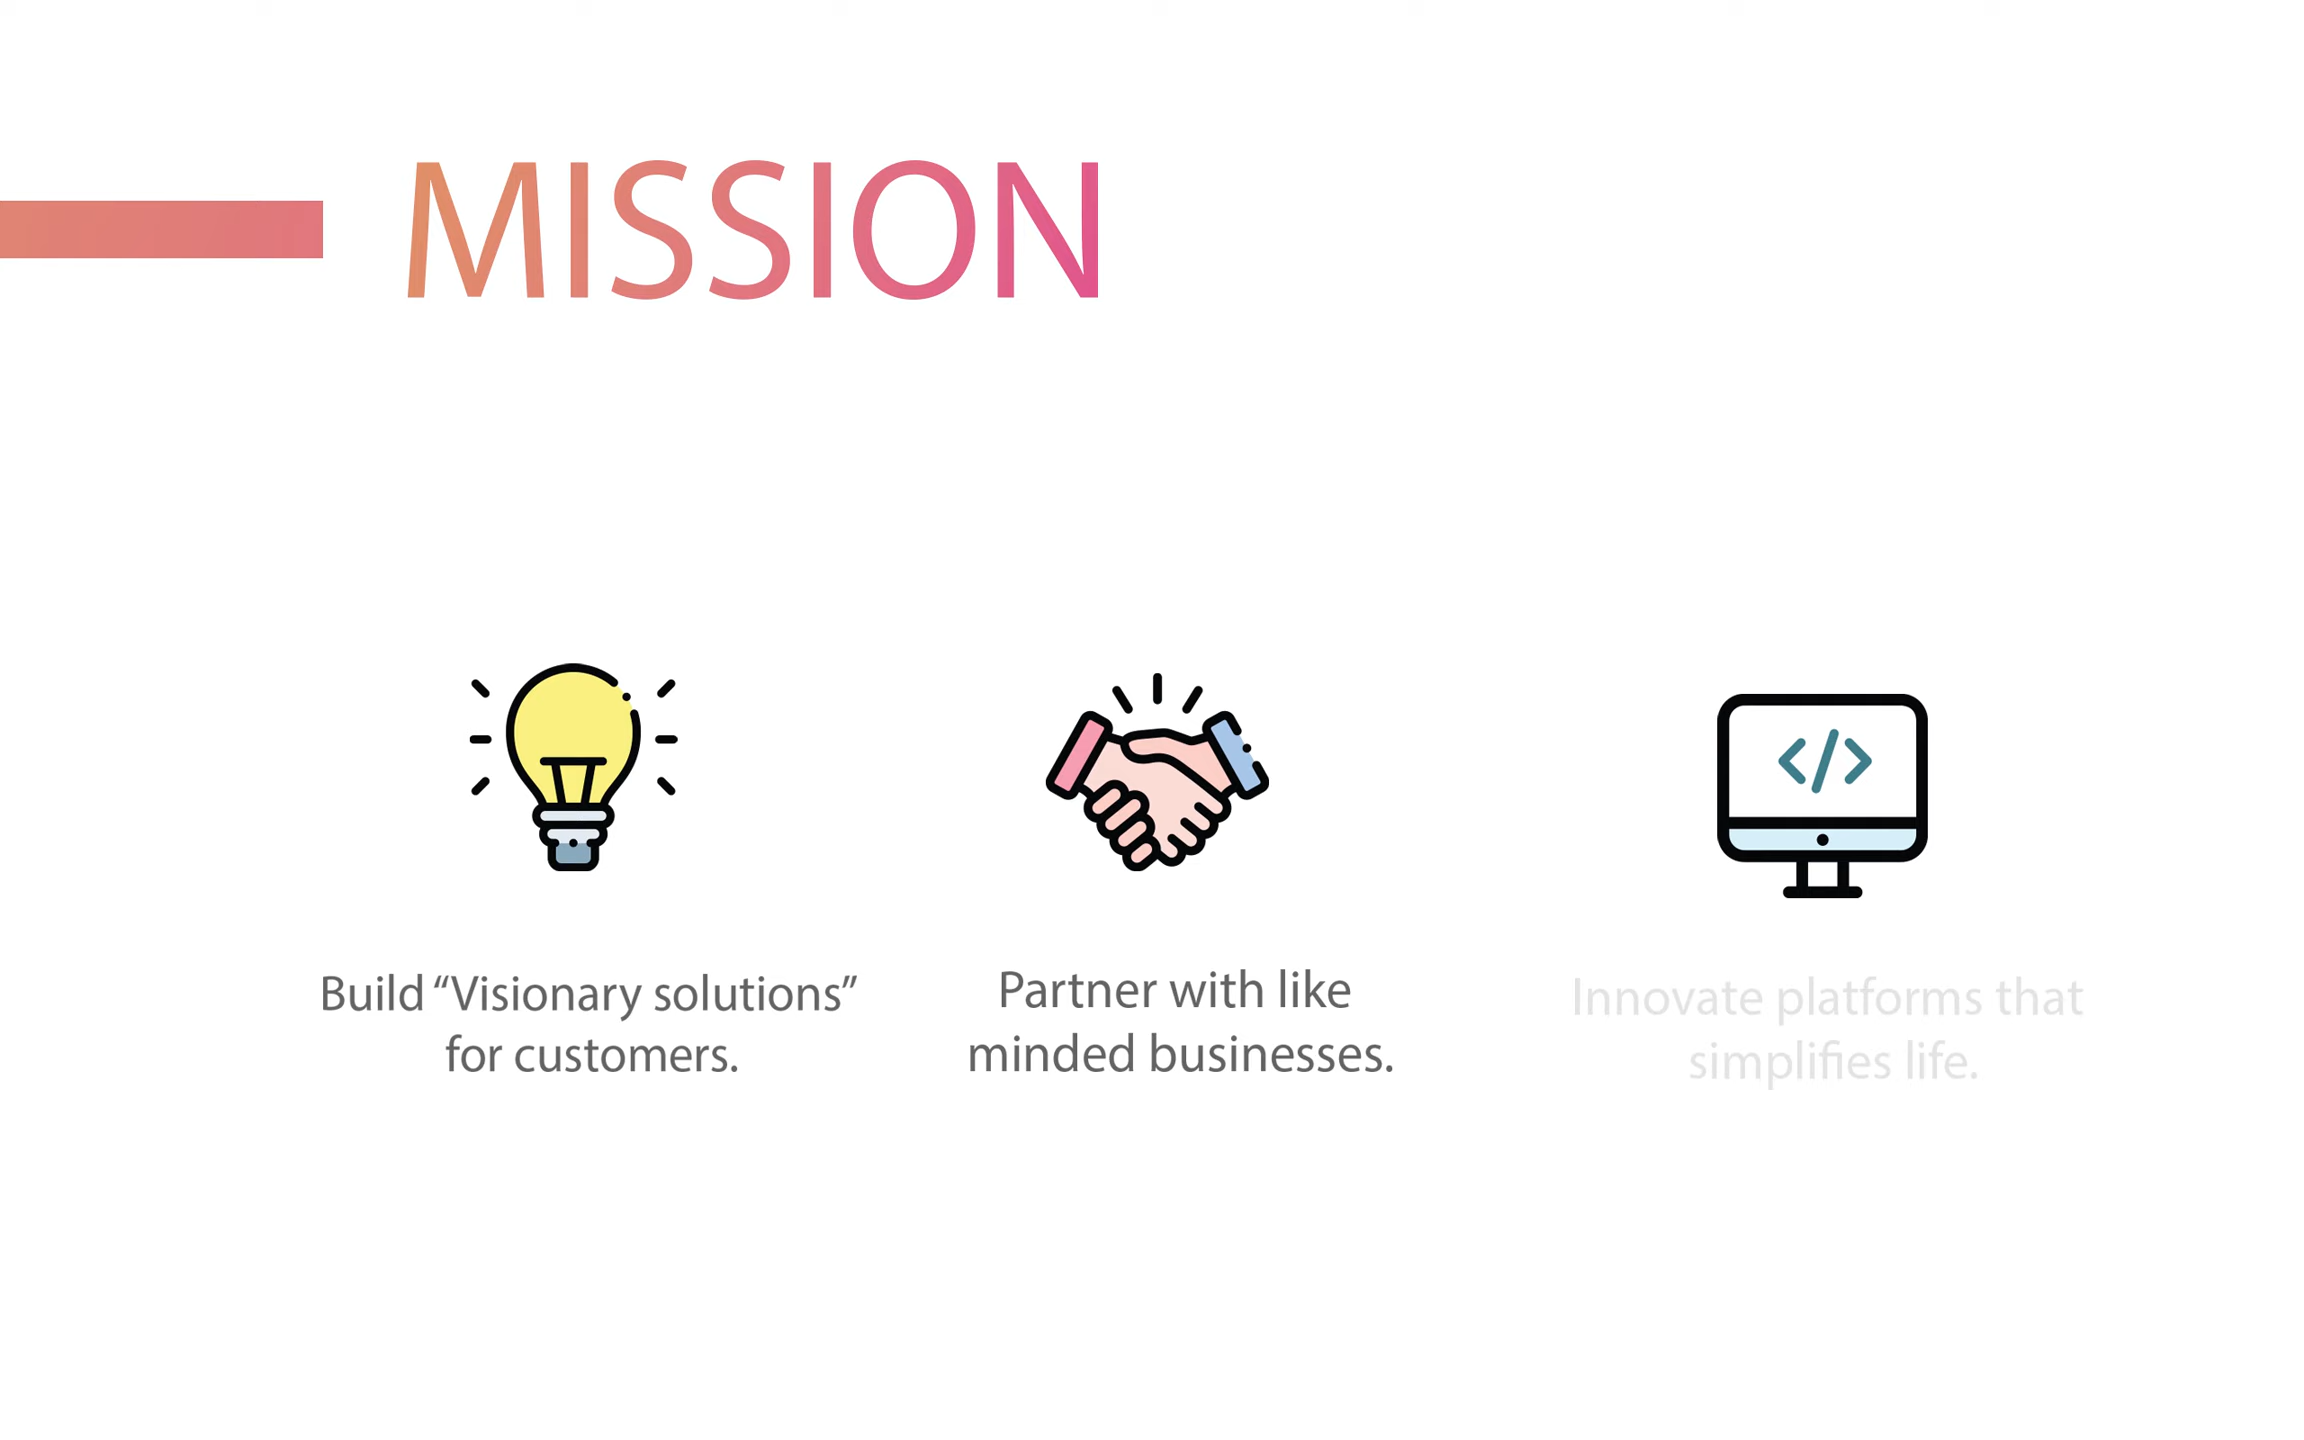 MISSION
Build “Visionary solutions”
for customers.
Partner with like
minded businesses.
</>
Innovate platforms that
simplifies life.